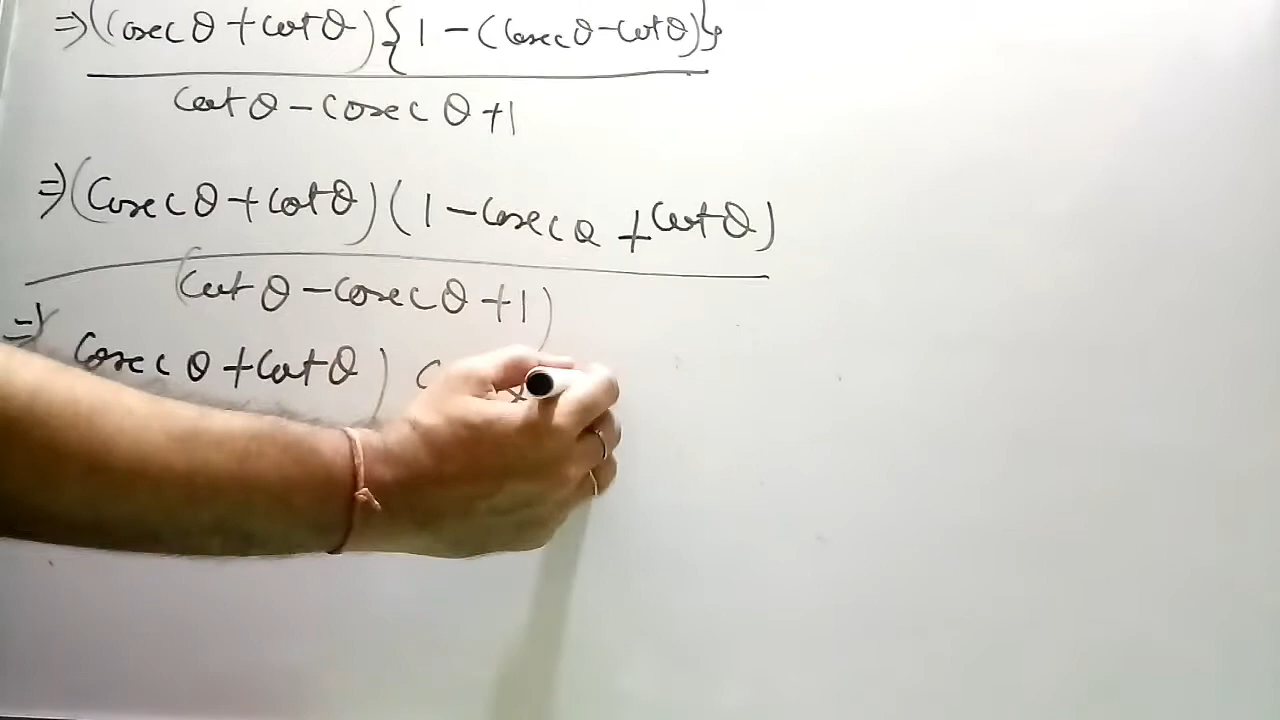 ⇒ (Cosec θ + cot θ) { 1 - (Cosec θ - cot θ) }
cot θ - cosec θ + 1
⇒ (Cosec θ + cot θ) ( 1 - cosec θ + cot θ )
(cot θ - cosec θ + 1)
⇒ Cosec θ + cot θ )